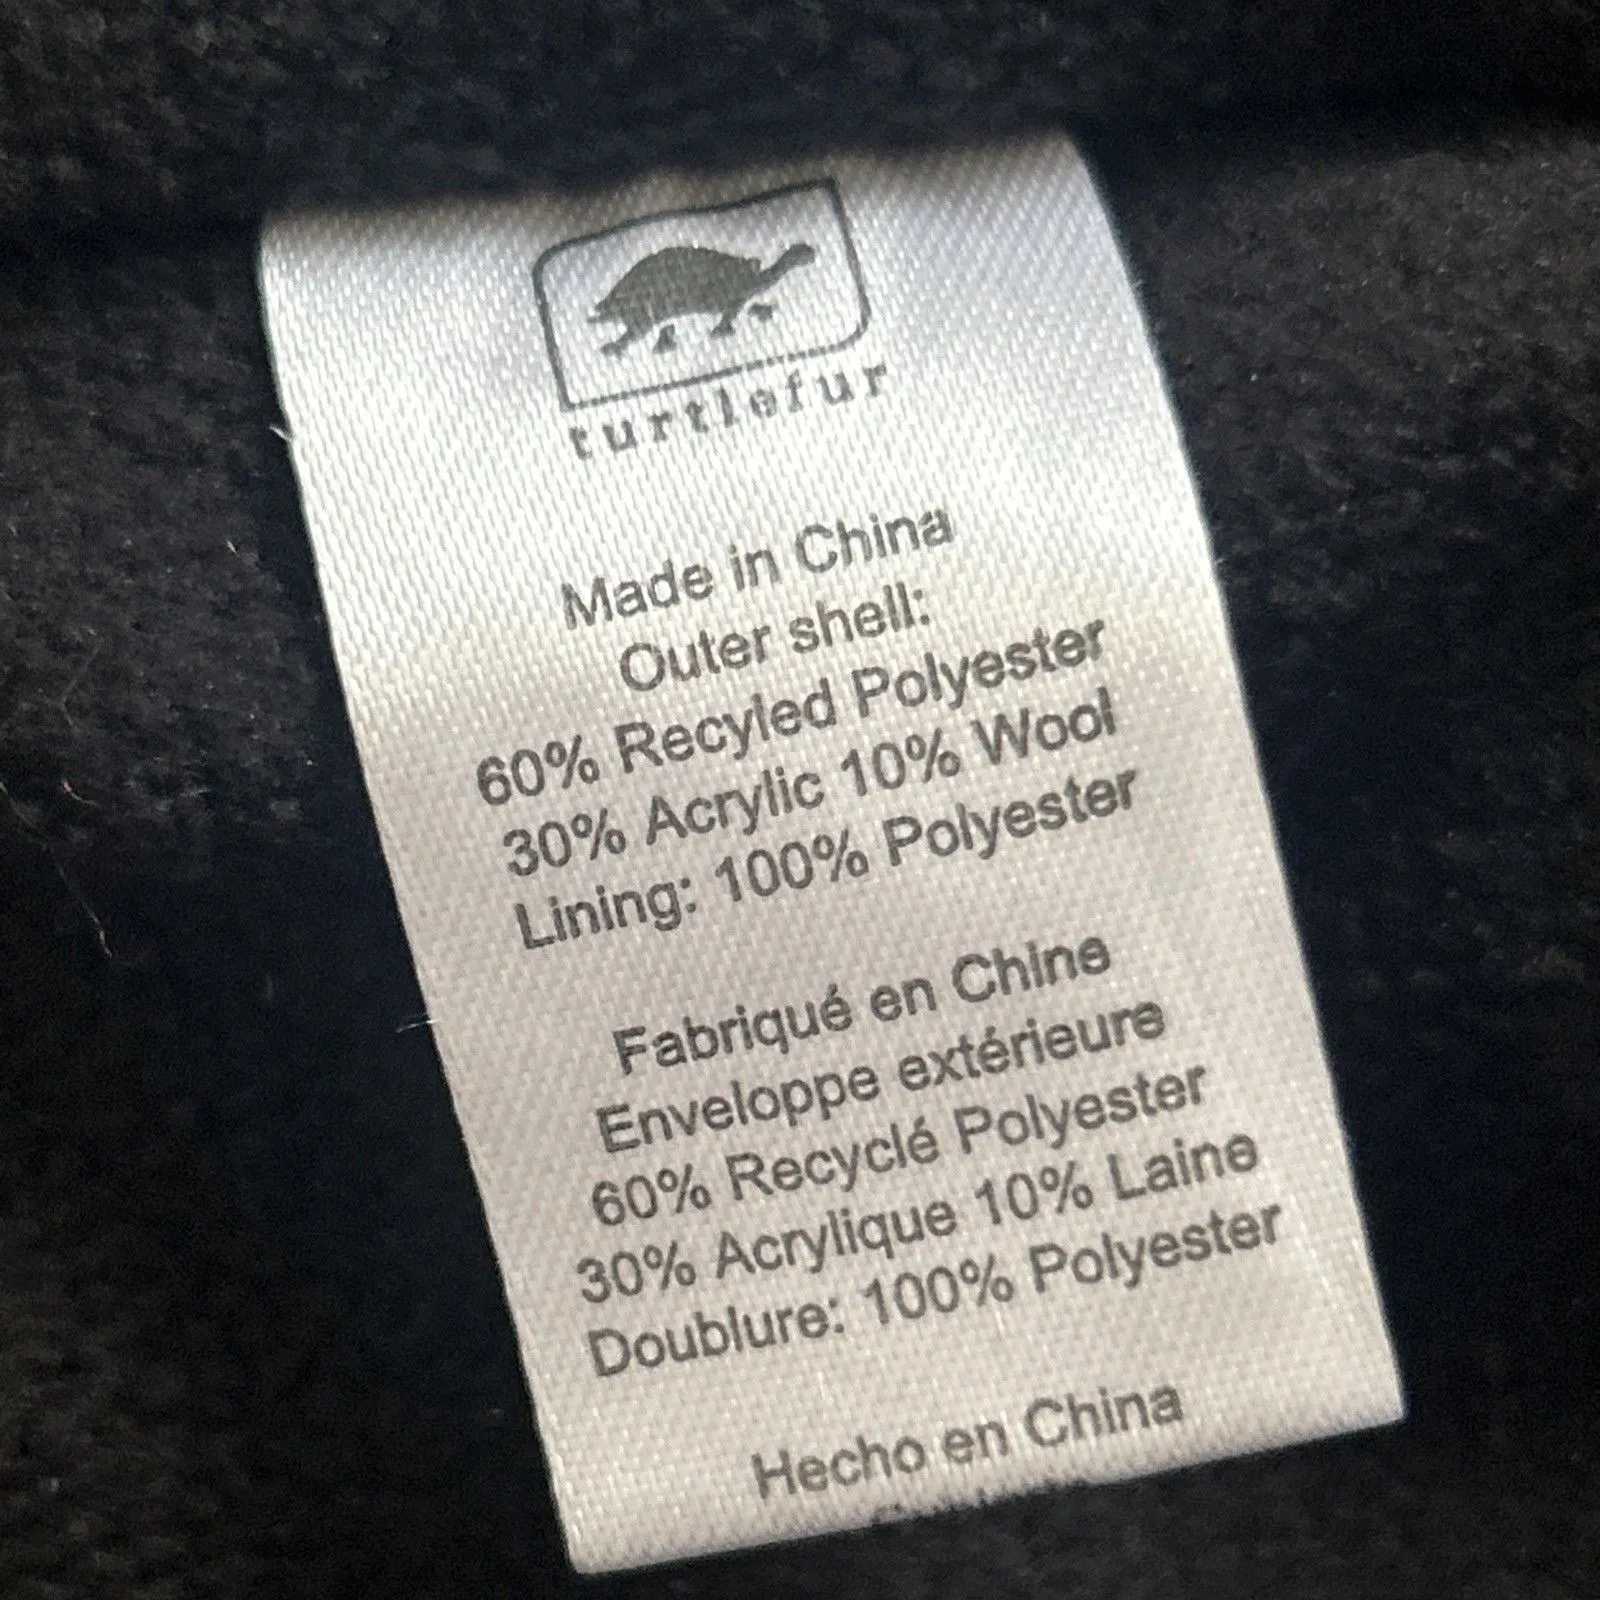 turtlefur
Made in China
Outer shell:
60% Recyled Polyester
30% Acrylic 10% Wool
Lining: 100% Polyester
Fabriqué en Chine
Enveloppe extérieure
60% Recyclé Polyester
30% Acrylique 10% Laine
Doublure: 100% Polyester
Hecho en China